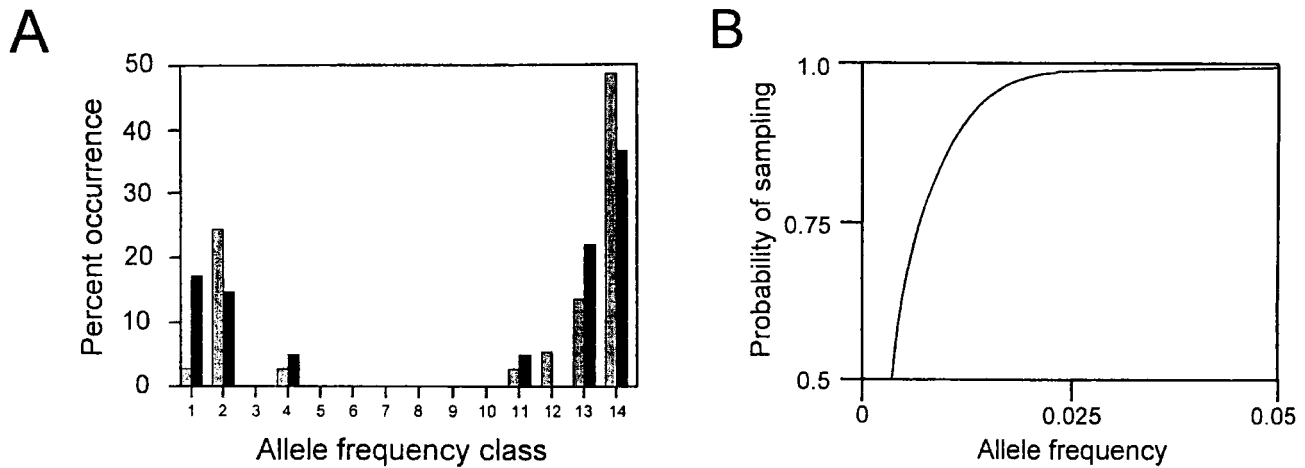 A
50
40
30
20
10
0
Percent occurrence
1 2 3 4 5 6 7 8 9 10 11 12 13 14
Allele frequency class
B
1.0
0.75
0.5
Probability of sampling
0 0.025 0.05
Allele frequency